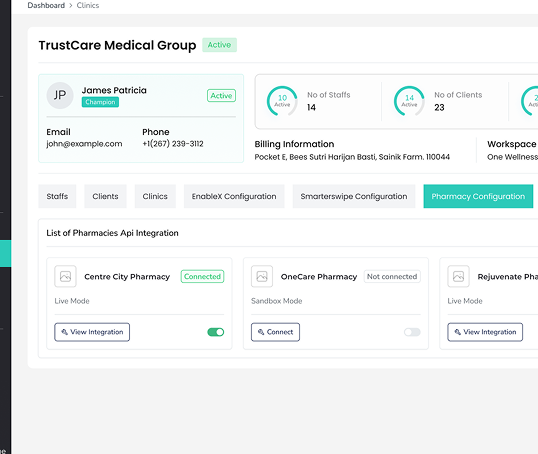 Dashboard > Clinics
TrustCare Medical Group Active
JP James Patricia Active
Champion
Email Phone
john@example.com +1(267) 239-3112
10 Active No of Staffs 14
14 Active No of Clients 23
Billing Information
Pocket E, Bees Sutri Harijan Basti, Sainik Farm. 110044
Workspace
One Wellness
Staffs Clients Clinics EnableX Configuration Smarterswipe Configuration Pharmacy Configuration
List of Pharmacies Api Integration
Centre City Pharmacy Connected
Live Mode
View Integration
OneCare Pharmacy Not connected
Sandbox Mode
Connect
Rejuvenate Pha
Live Mode
View Integration